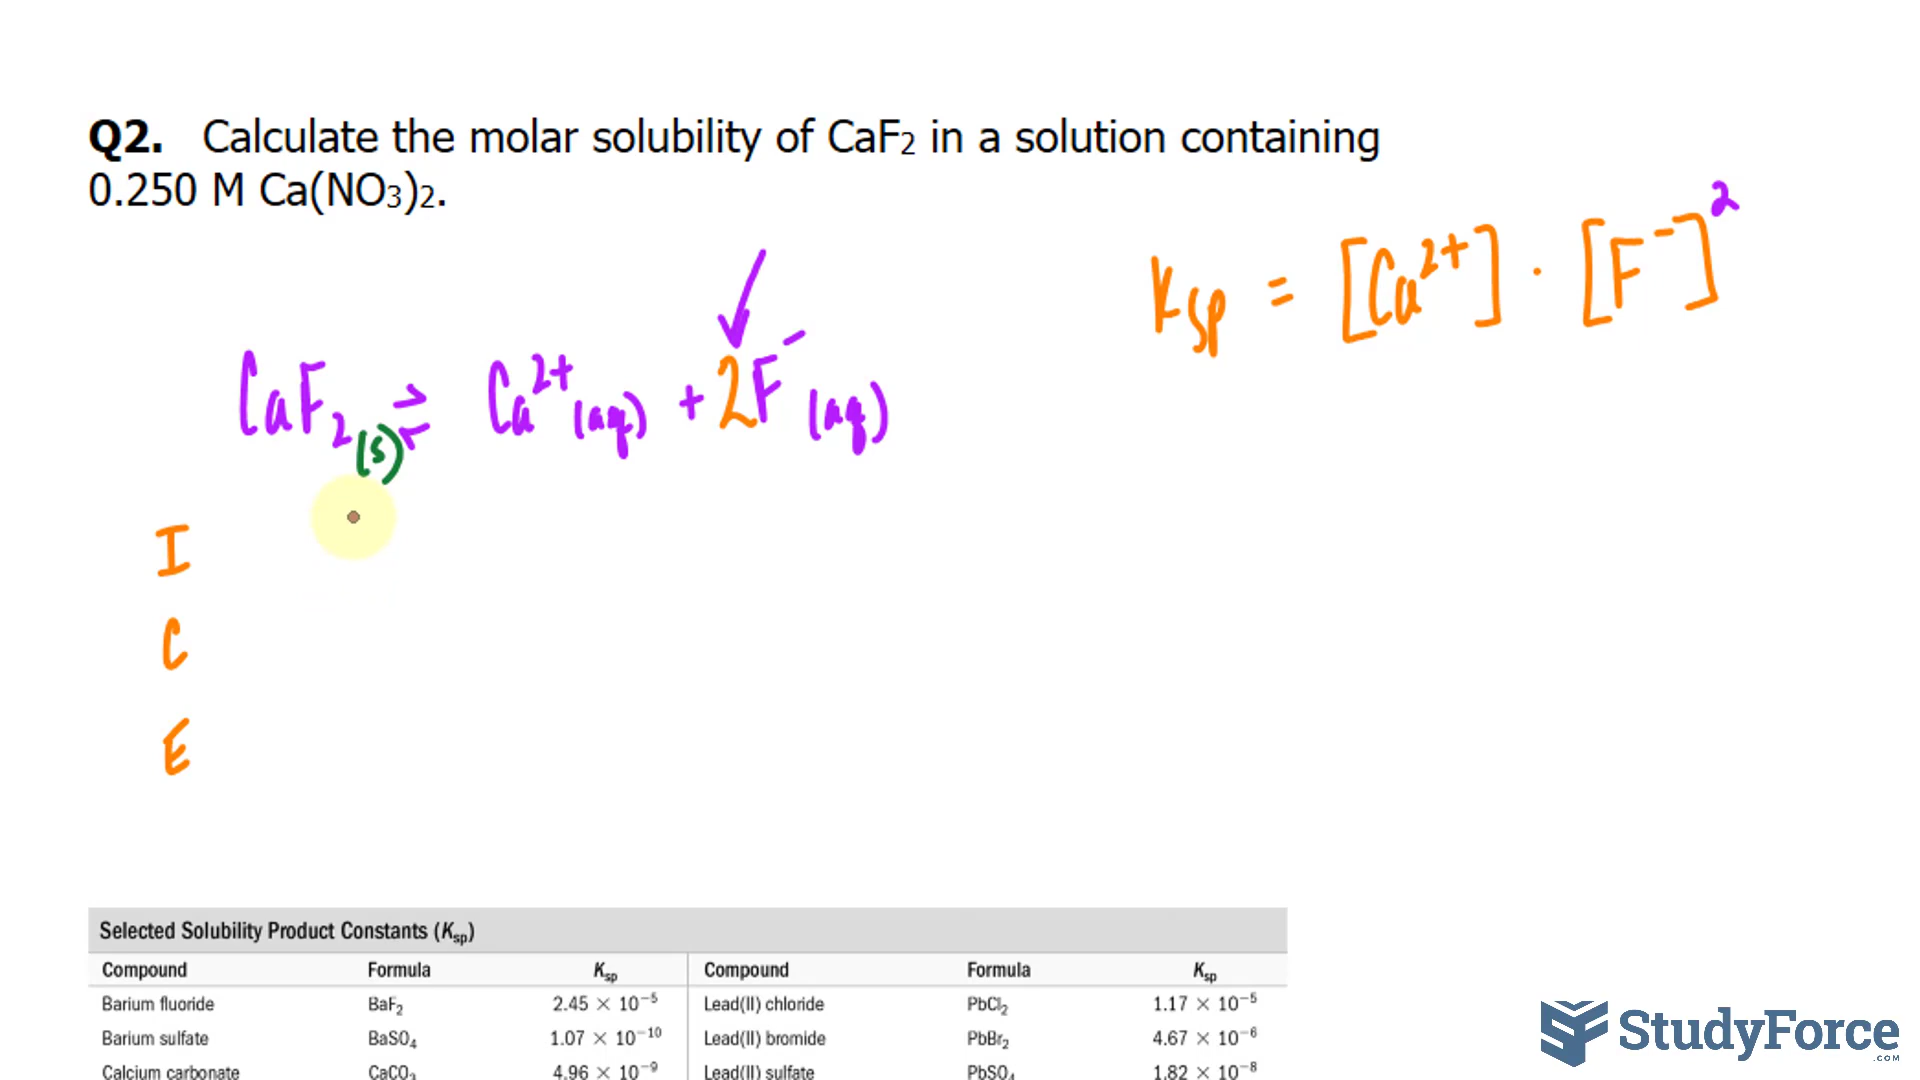 Q2. Calculate the molar solubility of CaF₂ in a solution containing
0.250 M Ca(NO₃)₂.
Ksp = [Ca²⁺] · [F⁻]²
CaF₂(s) ⇌ Ca²⁺(aq) + 2F⁻(aq)
I
C
E
Selected Solubility Product Constants (Ksp)
Compound Formula Ksp Compound Formula Ksp
Barium fluoride BaF₂ 2.45 × 10⁻⁵ Lead(II) chloride PbCl₂ 1.17 × 10⁻⁵
Barium sulfate BaSO₄ 1.07 × 10⁻¹⁰ Lead(II) bromide PbBr₂ 4.67 × 10⁻⁶
Calcium carbonate CaCO₃ 4.96 × 10⁻⁹ Lead(II) sulfate PbSO₄ 1.82 × 10⁻⁸
StudyForce
.COM